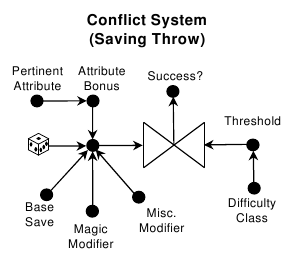 Conflict System
(Saving Throw)
Pertinent
Attribute
Attribute
Bonus
Success?
Threshold
Base
Save
Magic
Modifier
Misc.
Modifier
Difficulty
Class